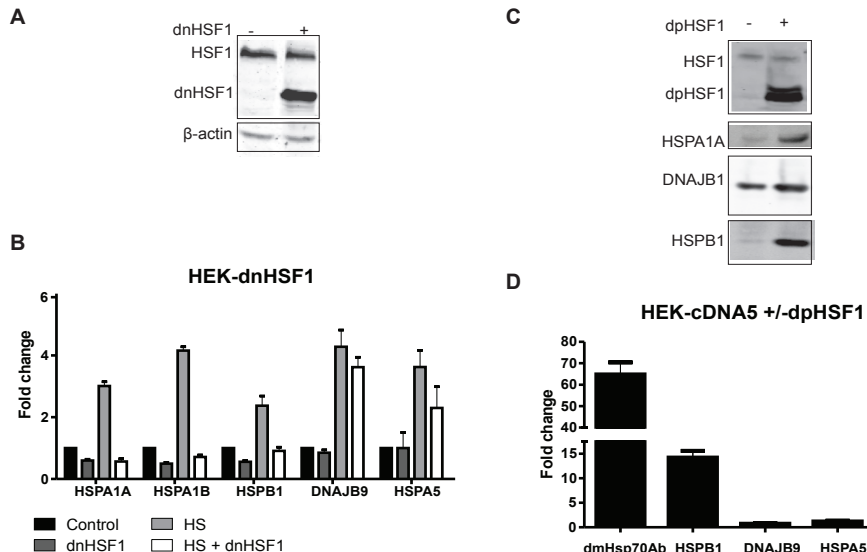 A
dnHSF1 - +
HSF1
dnHSF1
β-actin
B
HEK-dnHSF1
Fold change
6
4
2
0
HSPA1A HSPA1B HSPB1 DNAJB9 HSPA5
Control
dnHSF1
HS
HS + dnHSF1
C
dpHSF1 - +
HSF1
dpHSF1
HSPA1A
DNAJB1
HSPB1
D
HEK-cDNA5 +/-dpHSF1
Fold change
80
70
60
50
40
Fold change
15
10
5
0
dmHsp70Ab HSPB1 DNAJB9 HSPA5